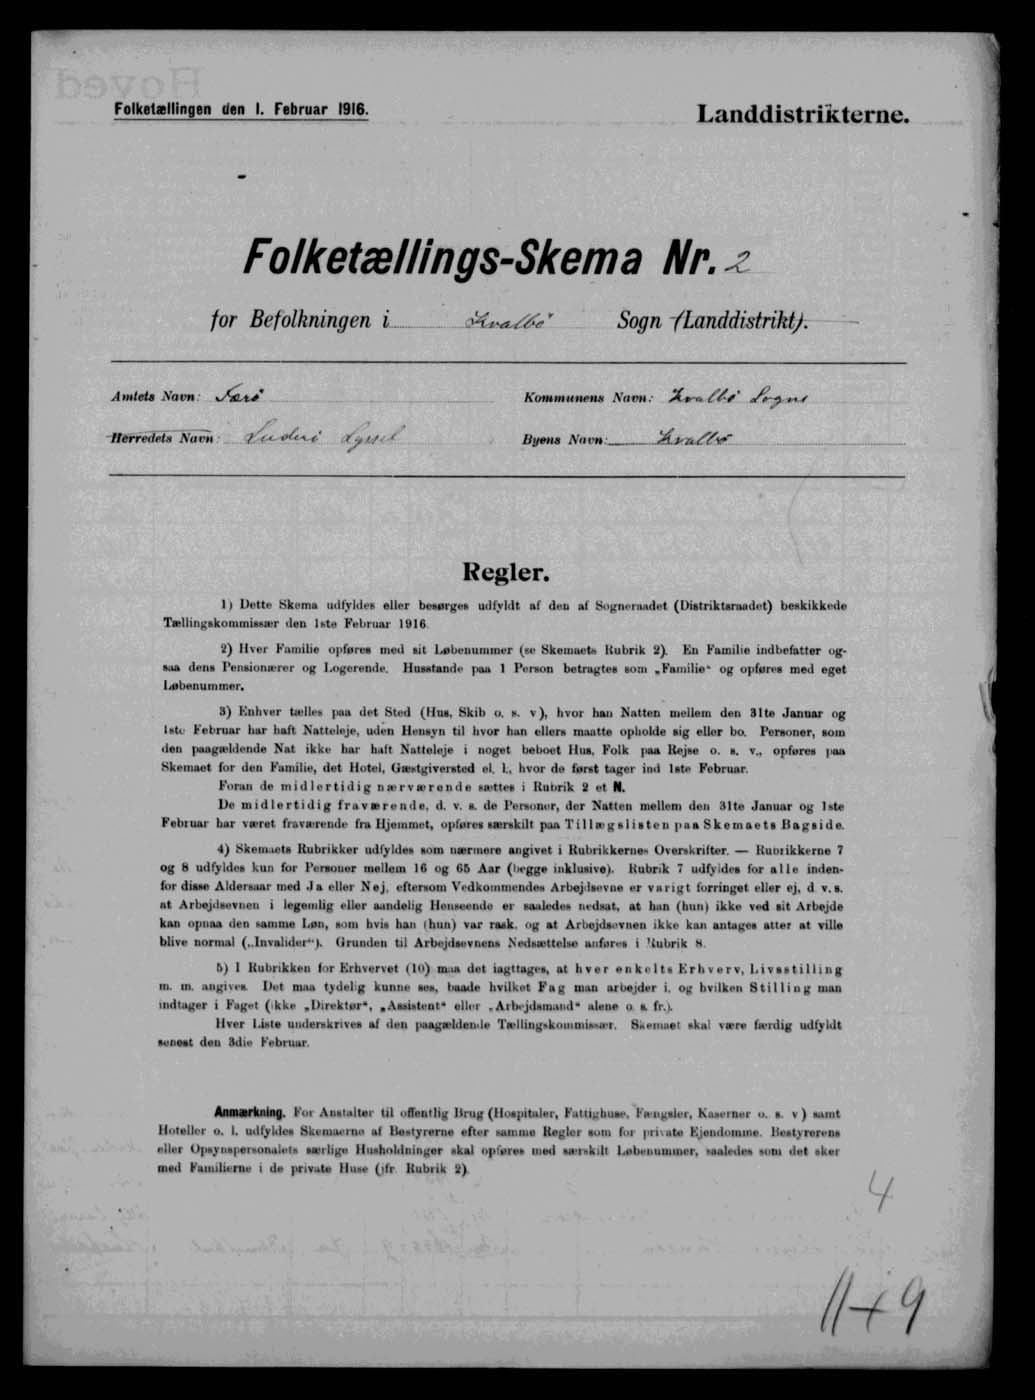 Folketællingen den 1. Februar 1916.
Landdistrikterne.
Folketællings-Skema Nr. 2
for Befolkningen i Kvalbø Sogn (Landdistrikt).
Amtets Navn: Færø
Kommunens Navn: Kvalbø Sogns
Herredets Navn: Suderø Syssel
Byens Navn: Kvalbø
Regler.
1) Dette Skema udfyldes eller besørges udfyldt af den af Sogneraadet (Distriktsraadet) beskikkede
Tællingskommissær den 1ste Februar 1916.
2) Hver Familie opføres med sit Løbenummer (se Skemaets Rubrik 2). En Familie indbefatter og-
saa dens Pensionærer og Logerende. Husstande paa 1 Person betragtes som „Familie“ og opføres med eget
Løbenummer.
3) Enhver tælles paa det Sted (Hus, Skib o. s. v), hvor han Natten mellem den 31te Januar og
1ste Februar har haft Natteleje, uden Hensyn til hvor han ellers maatte opholde sig eller bo. Personer, som
den paagældende Nat ikke har haft Natteleje i noget beboet Hus, Folk paa Rejse o. s. v., opføres paa
Skemaet for den Familie, det Hotel, Gæstgiversted el. l., hvor de først tager ind 1ste Februar.
Foran de midlertidig nærværende sættes i Rubrik 2 et N.
De midlertidig fraværende, d. v. s. de Personer, der Natten mellem den 31te Januar og 1ste
Februar har været fraværende fra Hjemmet, opføres særskilt paa Tillægslisten paa Skemaets Bagside.
4) Skemaets Rubrikker udfyldes som nærmere angivet i Rubrikkernes Overskrifter. — Rubrikkerne 7
og 8 udfyldes kun for Personer mellem 16 og 65 Aar (begge inklusive). Rubrik 7 udfyldes for alle inden-
for disse Aldersaar med Ja eller Nej, eftersom Vedkommendes Arbejdsevne er varigt forringet eller ej, d. v. s.
at Arbejdsevnen i legemlig eller aandelig Henseende er saaledes nedsat, at han (hun) ikke ved sit Arbejde
kan opnaa den samme Løn, som hvis han (hun) var rask, og at Arbejdsevnen ikke kan antages atter at ville
blive normal („Invalider“). Grunden til Arbejdsevnens Nedsættelse anføres i Rubrik 8.
5) I Rubrikken for Erhvervet (10) maa det iagttages, at hver enkelts Erhverv, Livsstilling
m. m. angives. Det maa tydelig kunne ses, baade hvilket Fag man arbejder i, og hvilken Stilling man
indtager i Faget (ikke „Direktør“, „Assistent“ eller „Arbejdsmand“ alene o. s. fr.).
Hver Liste underskrives af den paagældende Tællingskommissær. Skemaet skal være færdig udfyldt
senest den 3die Februar.
Anmærkning. For Anstalter til offentlig Brug (Hospitaler, Fattighuse, Fængsler, Kaserner o. s. v) samt
Hoteller o. l. udfyldes Skemaerne af Bestyrerne efter samme Regler som for private Ejendomme. Bestyrerens
eller Opsynspersonalets særlige Husholdninger skal opføres med særskilt Løbenummer, saaledes som det sker
med Familierne i de private Huse (jfr. Rubrik 2).
4